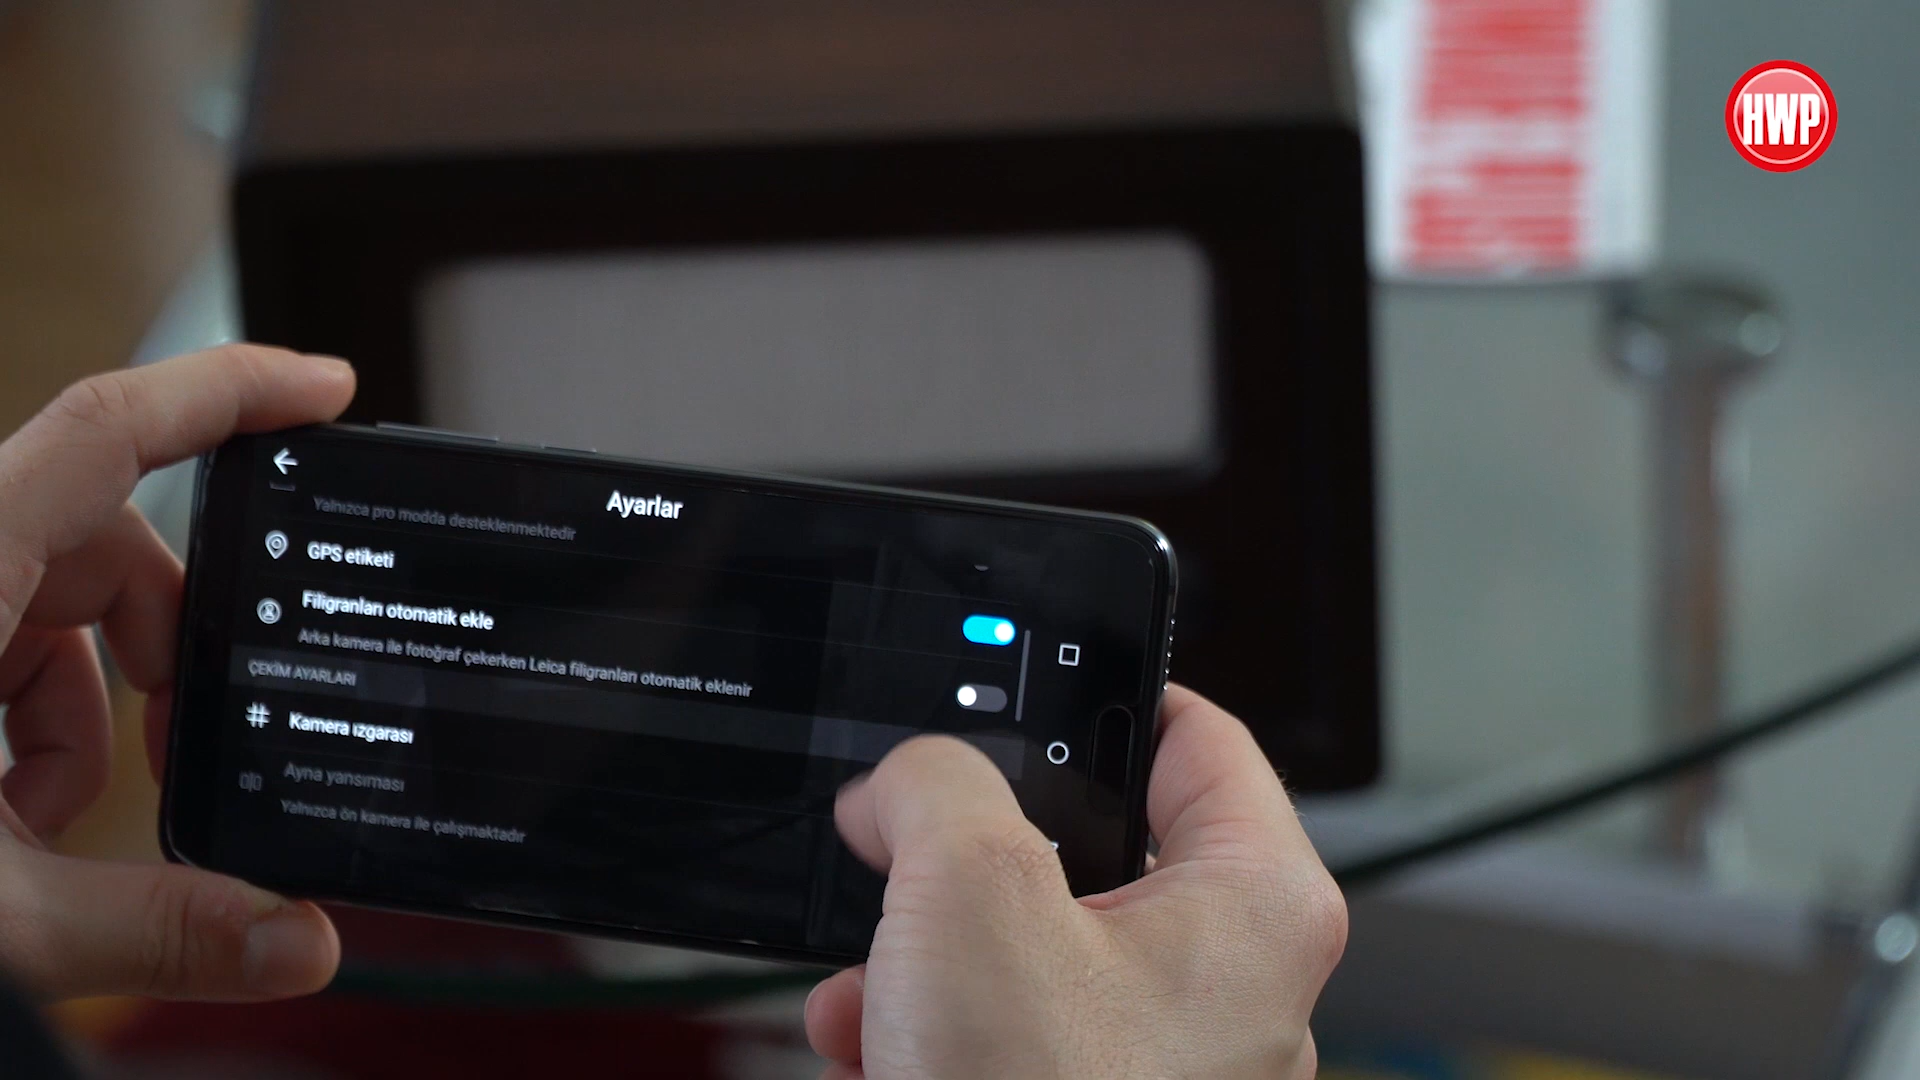 HWP
Ayarlar
Yalnızca pro modda desteklenmektedir
GPS etiketi
Filigranları otomatik ekle
Arka kamera ile fotoğraf çekerken Leica filigranları otomatik eklenir
ÇEKİM AYARLARI
Kamera ızgarası
Ayna yansıması
Yalnızca ön kamera ile çalışmaktadır